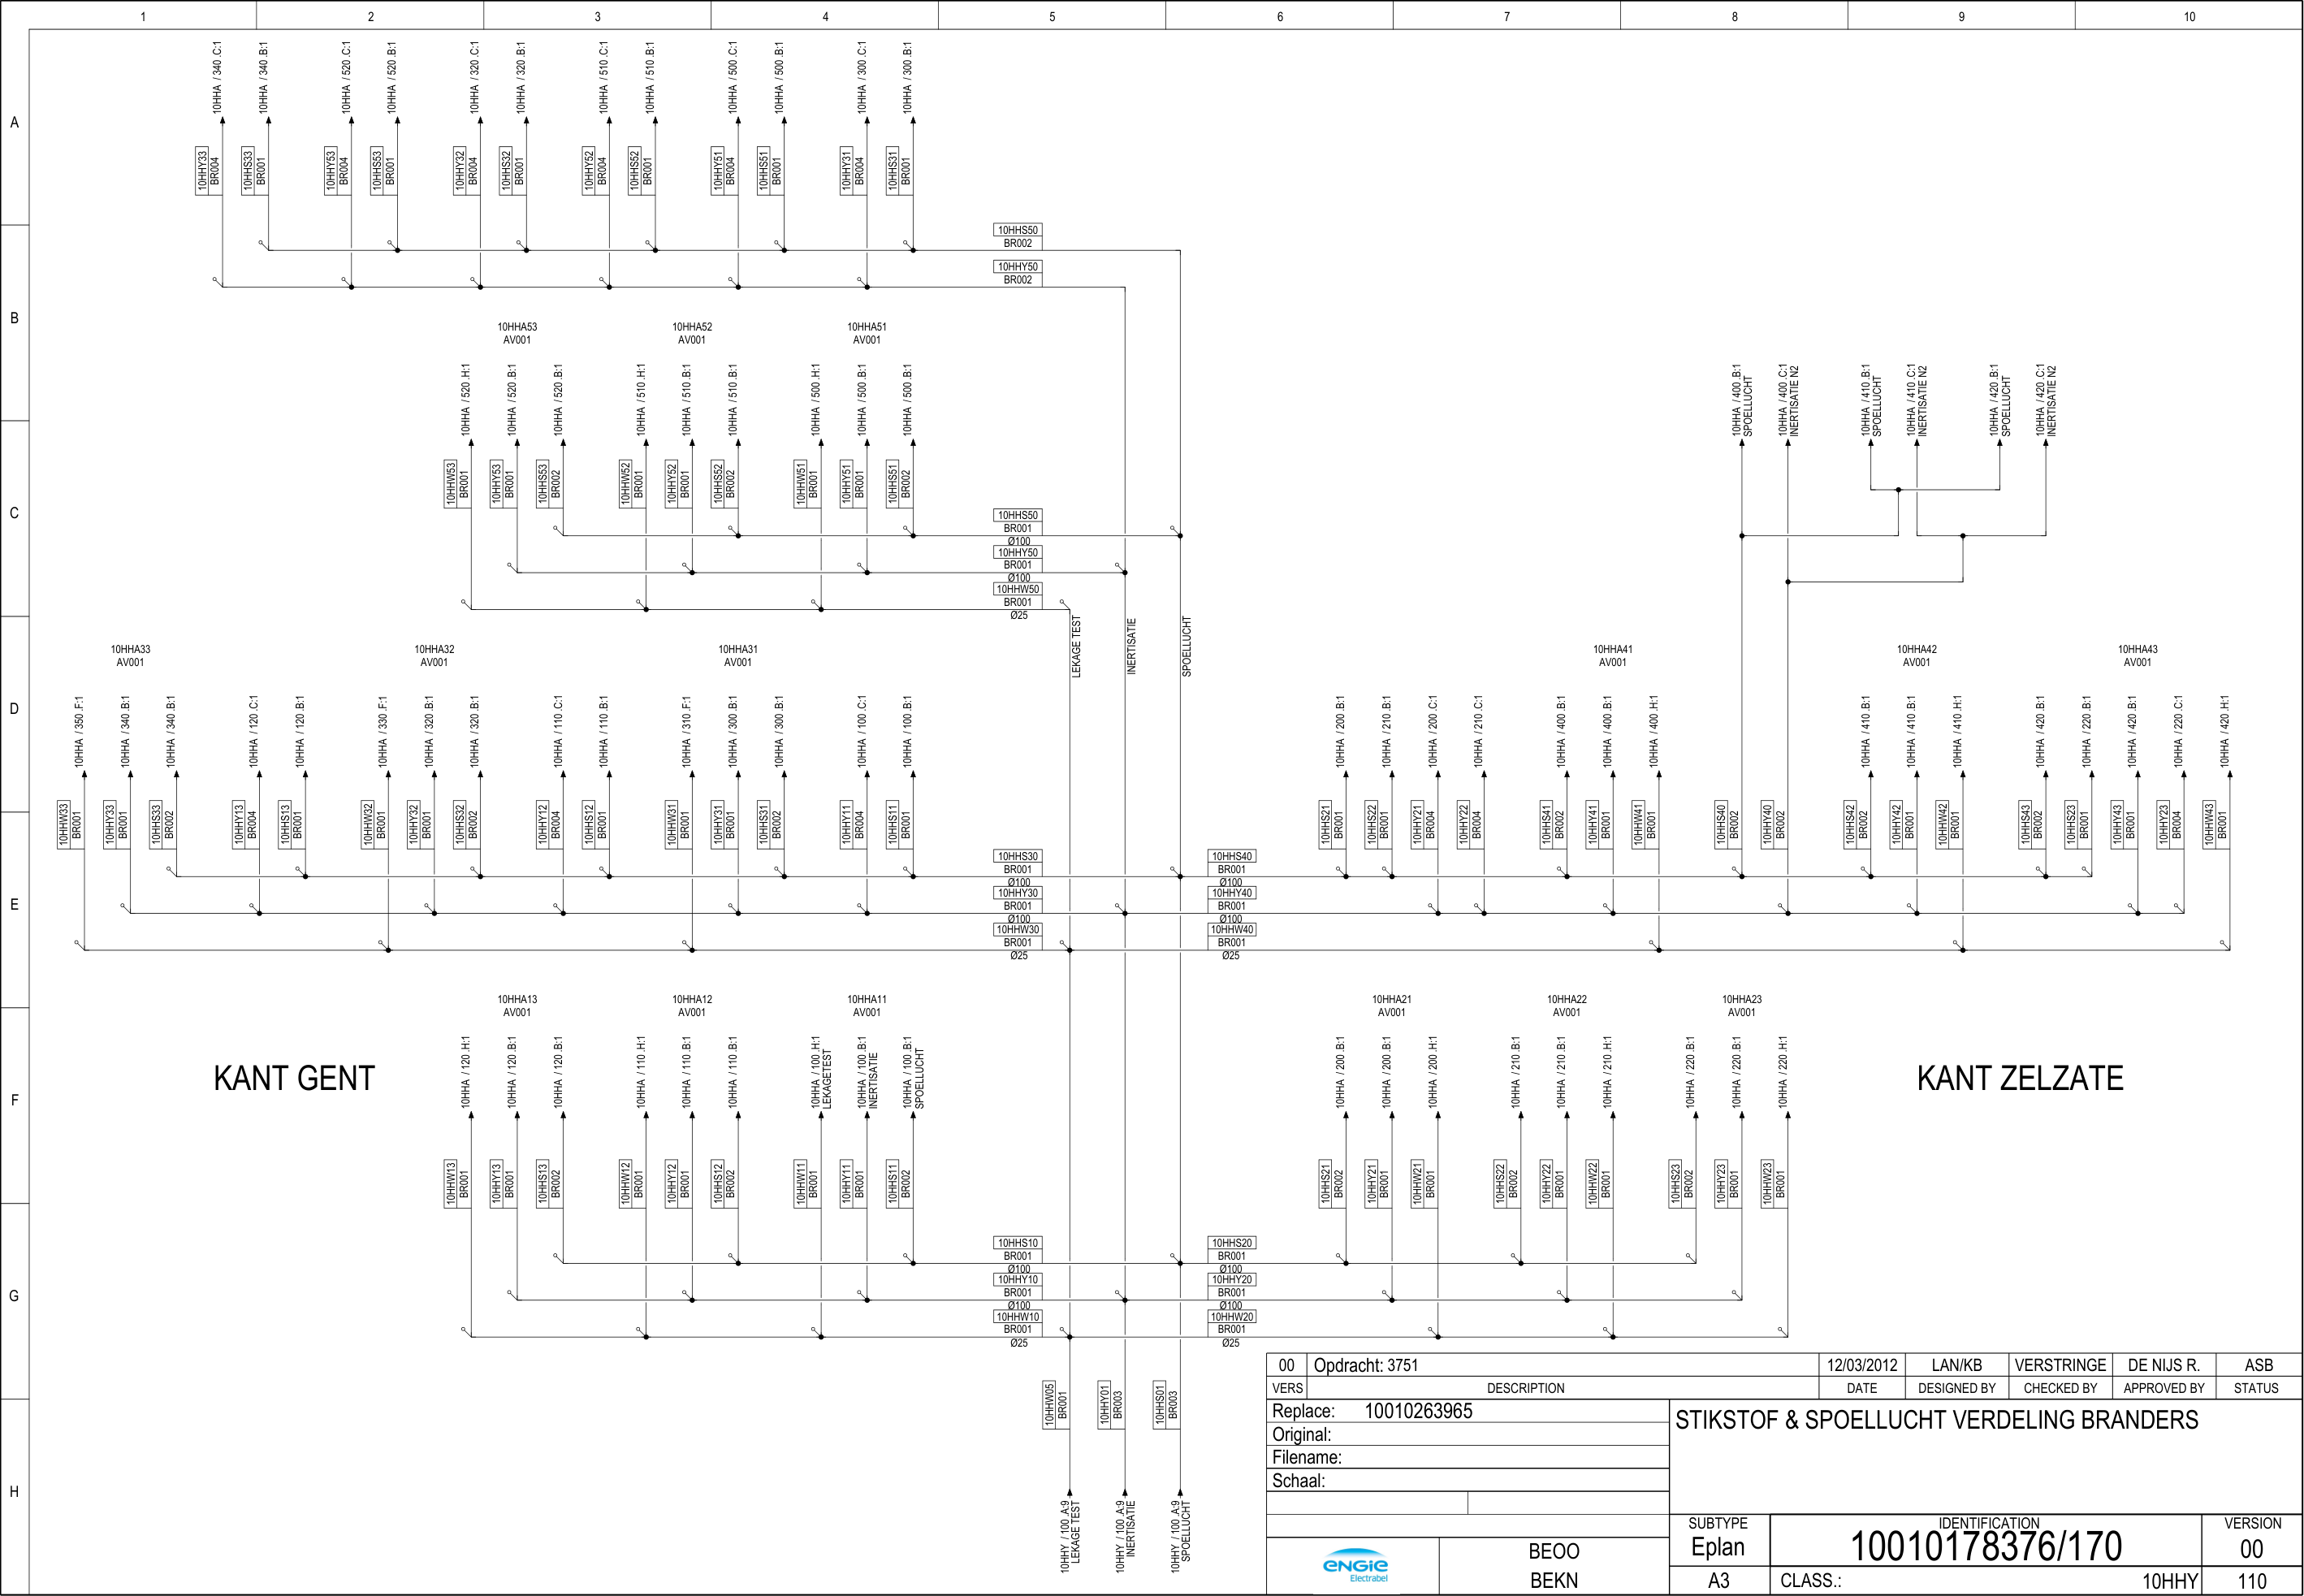 1 2 3 4 5 6 7 8 9 10
A
B
C
D
E
F
G
H
10HHA / 340 .C:1
10HHA / 340 .B:1
10HHA / 520 .C:1
10HHA / 520 .B:1
10HHA / 320 .C:1
10HHA / 320 .B:1
10HHA / 510 .C:1
10HHA / 510 .B:1
10HHA / 500 .C:1
10HHA / 500 .B:1
10HHA / 300 .C:1
10HHA / 300 .B:1
10HHY33
BR004
10HHS33
BR001
10HHY53
BR004
10HHS53
BR001
10HHY32
BR004
10HHS32
BR001
10HHY52
BR004
10HHS52
BR001
10HHY51
BR004
10HHS51
BR001
10HHY31
BR004
10HHS31
BR001
10HHS50
BR002
10HHY50
BR002
10HHA53
AV001
10HHA52
AV001
10HHA51
AV001
10HHA / 520 .H:1
10HHA / 520 .B:1
10HHA / 520 .B:1
10HHA / 510 .H:1
10HHA / 510 .B:1
10HHA / 510 .B:1
10HHA / 500 .H:1
10HHA / 500 .B:1
10HHA / 500 .B:1
10HHA / 400 .B:1
SPOELLUCHT
10HHA / 400 .C:1
INERTISATIE N2
10HHA / 410 .B:1
SPOELLUCHT
10HHA / 410 .C:1
INERTISATIE N2
10HHA / 420 .B:1
SPOELLUCHT
10HHA / 420 .C:1
INERTISATIE N2
10HHW53
BR001
10HHY53
BR001
10HHS53
BR002
10HHW52
BR001
10HHY52
BR001
10HHS52
BR002
10HHW51
BR001
10HHY51
BR001
10HHS51
BR002
10HHS50
BR001
Ø100
10HHY50
BR001
Ø100
10HHW50
BR001
Ø25
LEKAGE TEST
INERTISATIE
SPOELLUCHT
10HHA33
AV001
10HHA32
AV001
10HHA31
AV001
10HHA41
AV001
10HHA42
AV001
10HHA43
AV001
10HHA / 350 .F:1
10HHA / 340 .B:1
10HHA / 340 .B:1
10HHA / 120 .C:1
10HHA / 120 .B:1
10HHA / 330 .F:1
10HHA / 320 .B:1
10HHA / 320 .B:1
10HHA / 110 .C:1
10HHA / 110 .B:1
10HHA / 310 .F:1
10HHA / 300 .B:1
10HHA / 300 .B:1
10HHA / 100 .C:1
10HHA / 100 .B:1
10HHA / 200 .B:1
10HHA / 210 .B:1
10HHA / 200 .C:1
10HHA / 210 .C:1
10HHA / 400 .B:1
10HHA / 400 .B:1
10HHA / 400 .H:1
10HHA / 410 .B:1
10HHA / 410 .B:1
10HHA / 410 .H:1
10HHA / 420 .B:1
10HHA / 220 .B:1
10HHA / 420 .B:1
10HHA / 220 .C:1
10HHA / 420 .H:1
10HHW33
BR001
10HHY33
BR001
10HHS33
BR002
10HHY13
BR004
10HHS13
BR001
10HHW32
BR001
10HHY32
BR001
10HHS32
BR002
10HHY12
BR004
10HHS12
BR001
10HHW31
BR001
10HHY31
BR001
10HHS31
BR002
10HHY11
BR004
10HHS11
BR001
10HHS21
BR001
10HHS22
BR001
10HHY21
BR004
10HHY22
BR004
10HHS41
BR002
10HHY41
BR001
10HHW41
BR001
10HHS40
BR002
10HHY40
BR002
10HHS42
BR002
10HHY42
BR001
10HHW42
BR001
10HHS43
BR002
10HHS23
BR001
10HHY43
BR001
10HHY23
BR004
10HHW43
BR001
10HHS30
BR001
Ø100
10HHY30
BR001
Ø100
10HHW30
BR001
Ø25
10HHS40
BR001
Ø100
10HHY40
BR001
Ø100
10HHW40
BR001
Ø25
KANT GENT
KANT ZELZATE
10HHA13
AV001
10HHA12
AV001
10HHA11
AV001
10HHA21
AV001
10HHA22
AV001
10HHA23
AV001
10HHA / 120 .H:1
10HHA / 120 .B:1
10HHA / 120 .B:1
10HHA / 110 .H:1
10HHA / 110 .B:1
10HHA / 110 .B:1
10HHA / 100 .H:1
LEKAGETEST
10HHA / 100 .B:1
INERTISATIE
10HHA / 100 .B:1
SPOELLUCHT
10HHA / 200 .B:1
10HHA / 200 .B:1
10HHA / 200 .H:1
10HHA / 210 .B:1
10HHA / 210 .B:1
10HHA / 210 .H:1
10HHA / 220 .B:1
10HHA / 220 .B:1
10HHA / 220 .H:1
10HHW13
BR001
10HHY13
BR001
10HHS13
BR002
10HHW12
BR001
10HHY12
BR001
10HHS12
BR002
10HHW11
BR001
10HHY11
BR001
10HHS11
BR002
10HHS21
BR002
10HHY21
BR001
10HHW21
BR001
10HHS22
BR002
10HHY22
BR001
10HHW22
BR001
10HHS23
BR002
10HHY23
BR001
10HHW23
BR001
10HHS10
BR001
Ø100
10HHY10
BR001
Ø100
10HHW10
BR001
Ø25
10HHS20
BR001
Ø100
10HHY20
BR001
Ø100
10HHW20
BR001
Ø25
10HHW05
BR001
10HHY01
BR003
10HHS01
BR003
10HHY / 100 .A:9
LEKAGE TEST
10HHY / 100 .A:9
INERTISATIE
10HHY / 100 .A:9
SPOELLUCHT
00 Opdracht: 3751 12/03/2012 LAN/KB VERSTRINGE DE NIJS R. ASB
VERS DESCRIPTION DATE DESIGNED BY CHECKED BY APPROVED BY STATUS
Replace: 10010263965
Original:
Filename:
Schaal:
STIKSTOF & SPOELLUCHT VERDELING BRANDERS
ENGIE
Electrabel
BEOO
BEKN
SUBTYPE
Eplan
A3
IDENTIFICATION
10010178376/170
CLASS.: 10HHY
VERSION
00
110